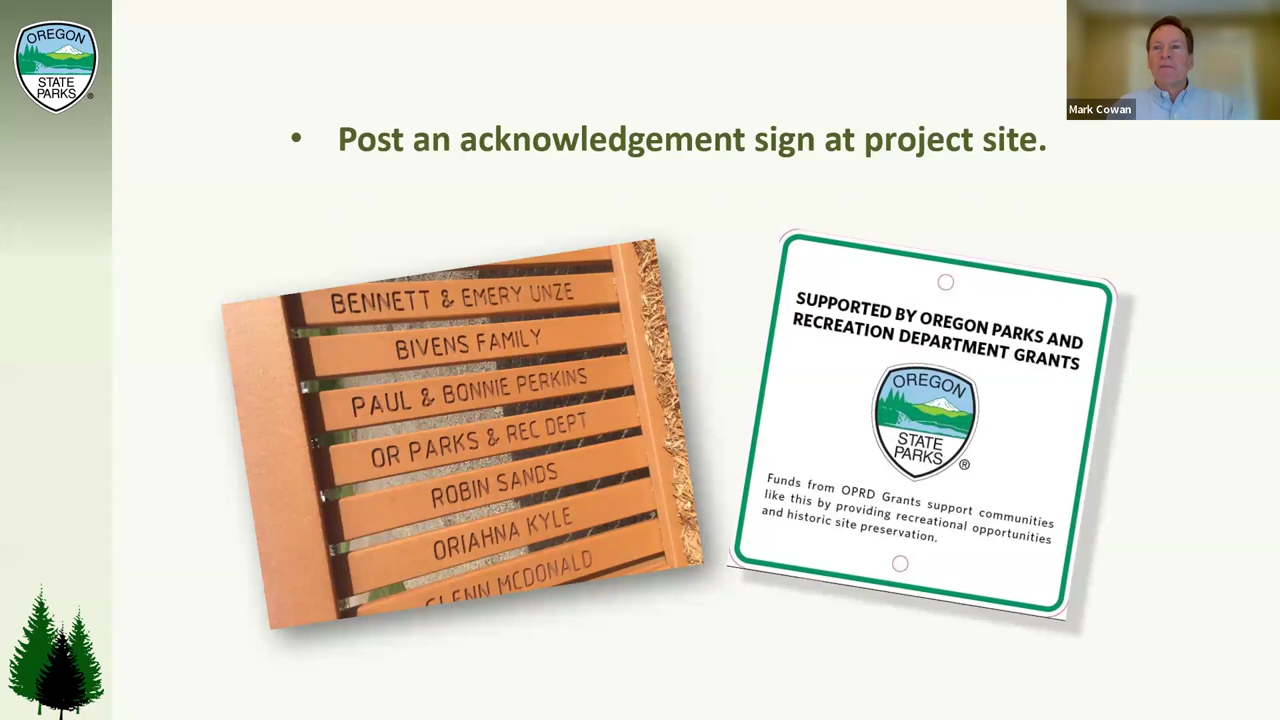 OREGON
STATE
PARKS
®
Mark Cowan
• Post an acknowledgement sign at project site.
BENNETT & EMERY UNZE
BIVENS FAMILY
PAUL & BONNIE PERKINS
OR PARKS & REC DEPT
ROBIN SANDS
ORIAHNA KYLE
GLENN MCDONALD
SUPPORTED BY OREGON PARKS AND
RECREATION DEPARTMENT GRANTS
OREGON
STATE
PARKS
®
Funds from OPRD Grants support communities
like this by providing recreational opportunities
and historic site preservation.